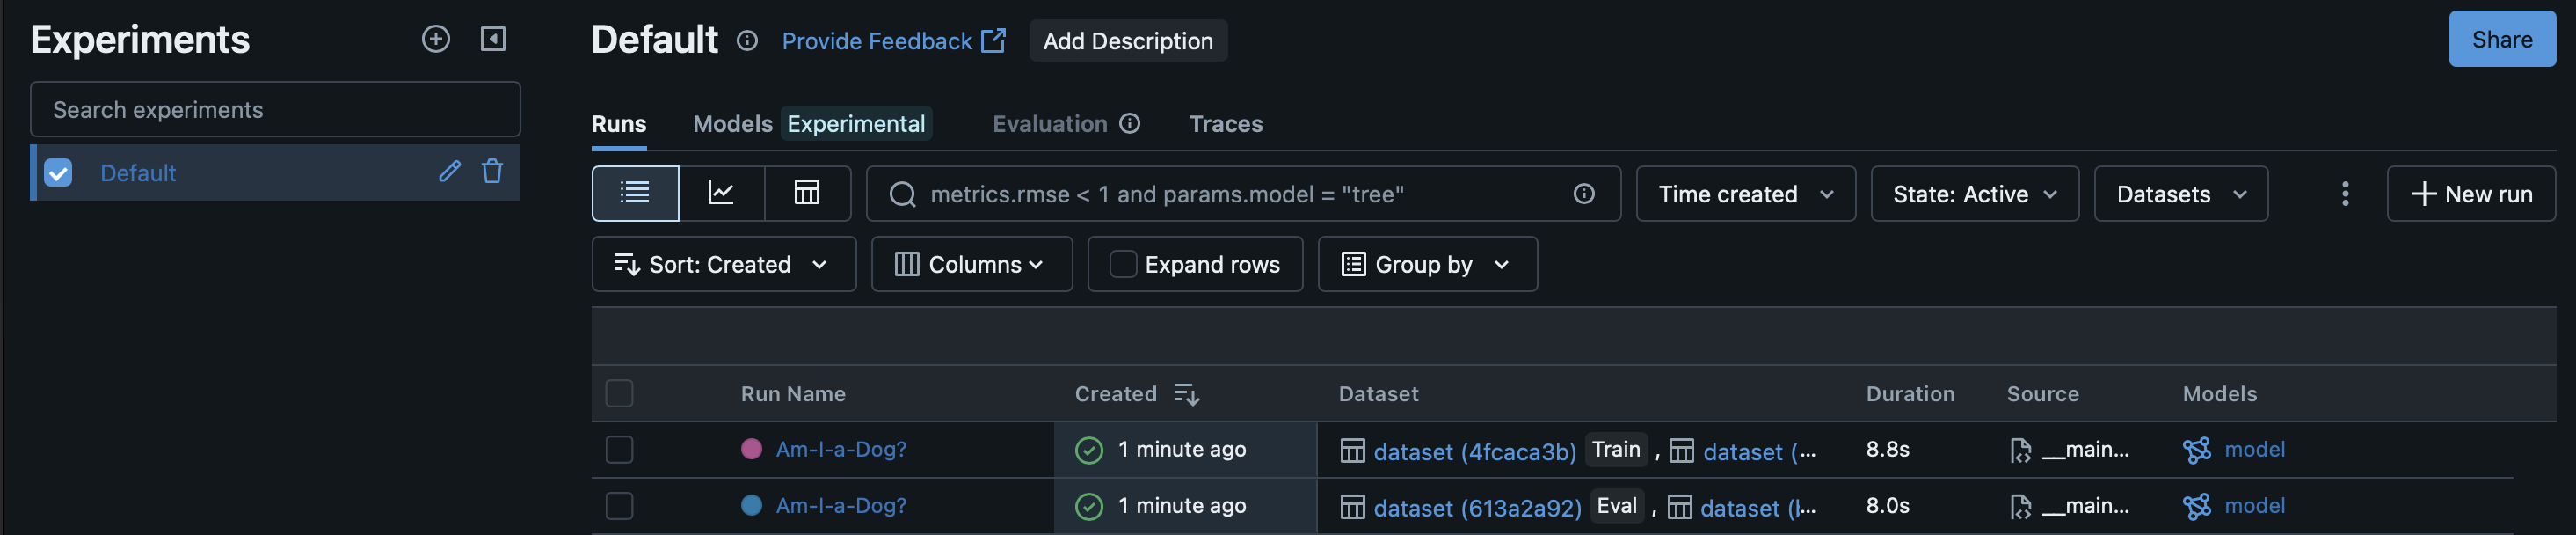 Experiments
Search experiments
Default
Default Provide Feedback Add Description Share
Runs Models Experimental Evaluation Traces
metrics.rmse < 1 and params.model = "tree" Time created State: Active Datasets New run
Sort: Created Columns Expand rows Group by
Run Name Created Dataset Duration Source Models
Am-I-a-Dog? 1 minute ago dataset (4fcaca3b) Train , dataset (... 8.8s __main... model
Am-I-a-Dog? 1 minute ago dataset (613a2a92) Eval , dataset (... 8.0s __main... model